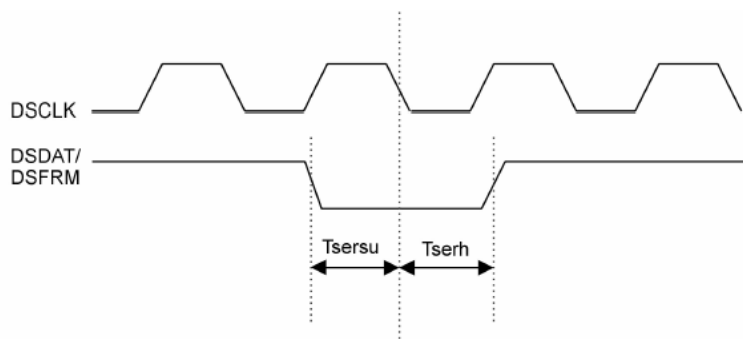 DSCLK
DSDAT/
DSFRM
Tsersu
Tserh